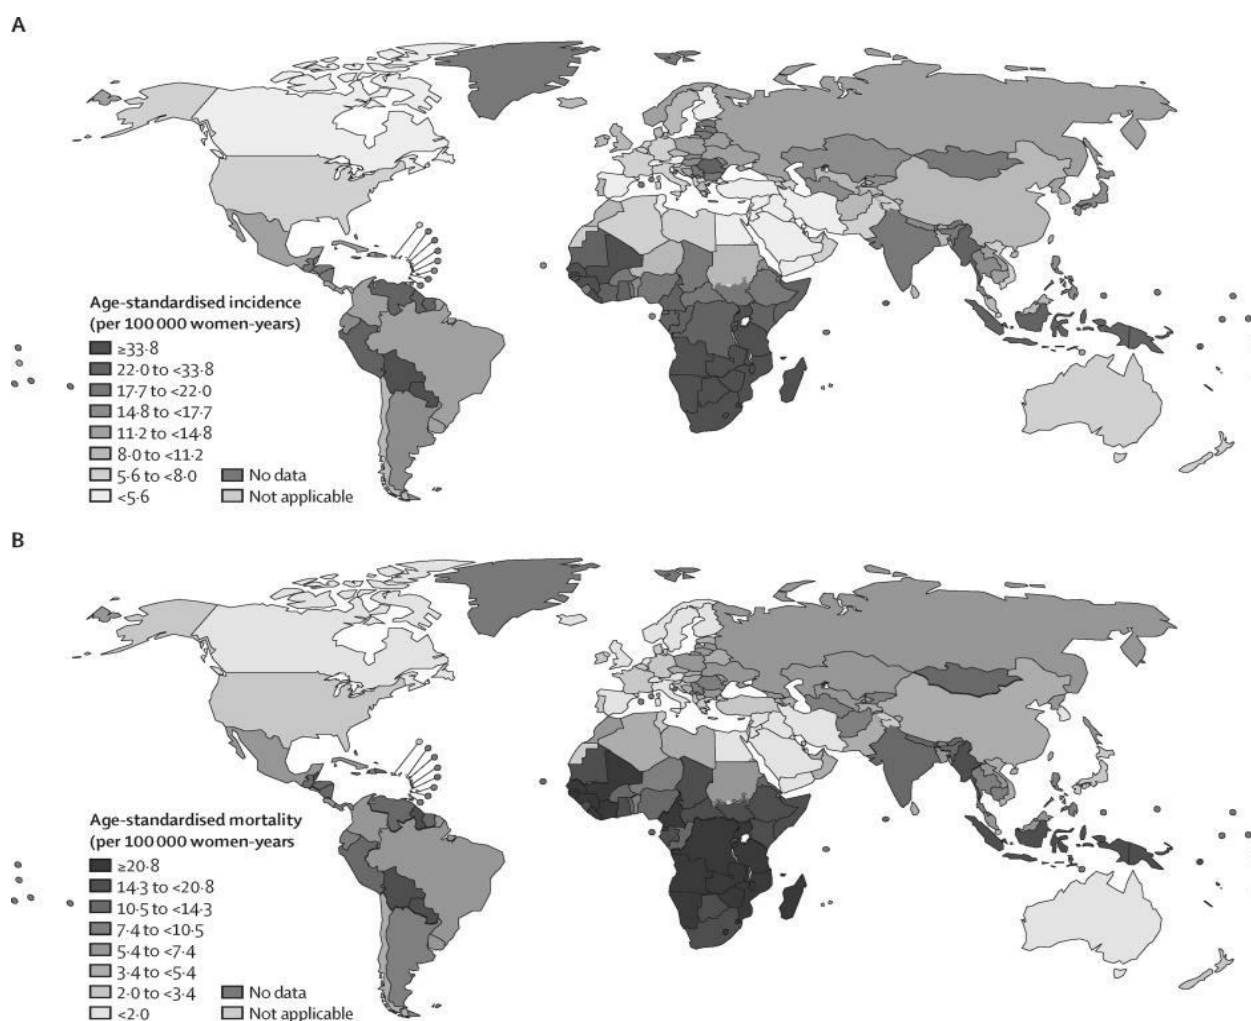 A
Age-standardised incidence
(per 100 000 women-years)
≥33·8
22·0 to <33·8
17·7 to <22·0
14·8 to <17·7
11·2 to <14·8
8·0 to <11·2
5·6 to <8·0
<5·6
No data
Not applicable
B
Age-standardised mortality
(per 100 000 women-years
≥20·8
14·3 to <20·8
10·5 to <14·3
7·4 to <10·5
5·4 to <7·4
3·4 to <5·4
2·0 to <3·4
<2·0
No data
Not applicable